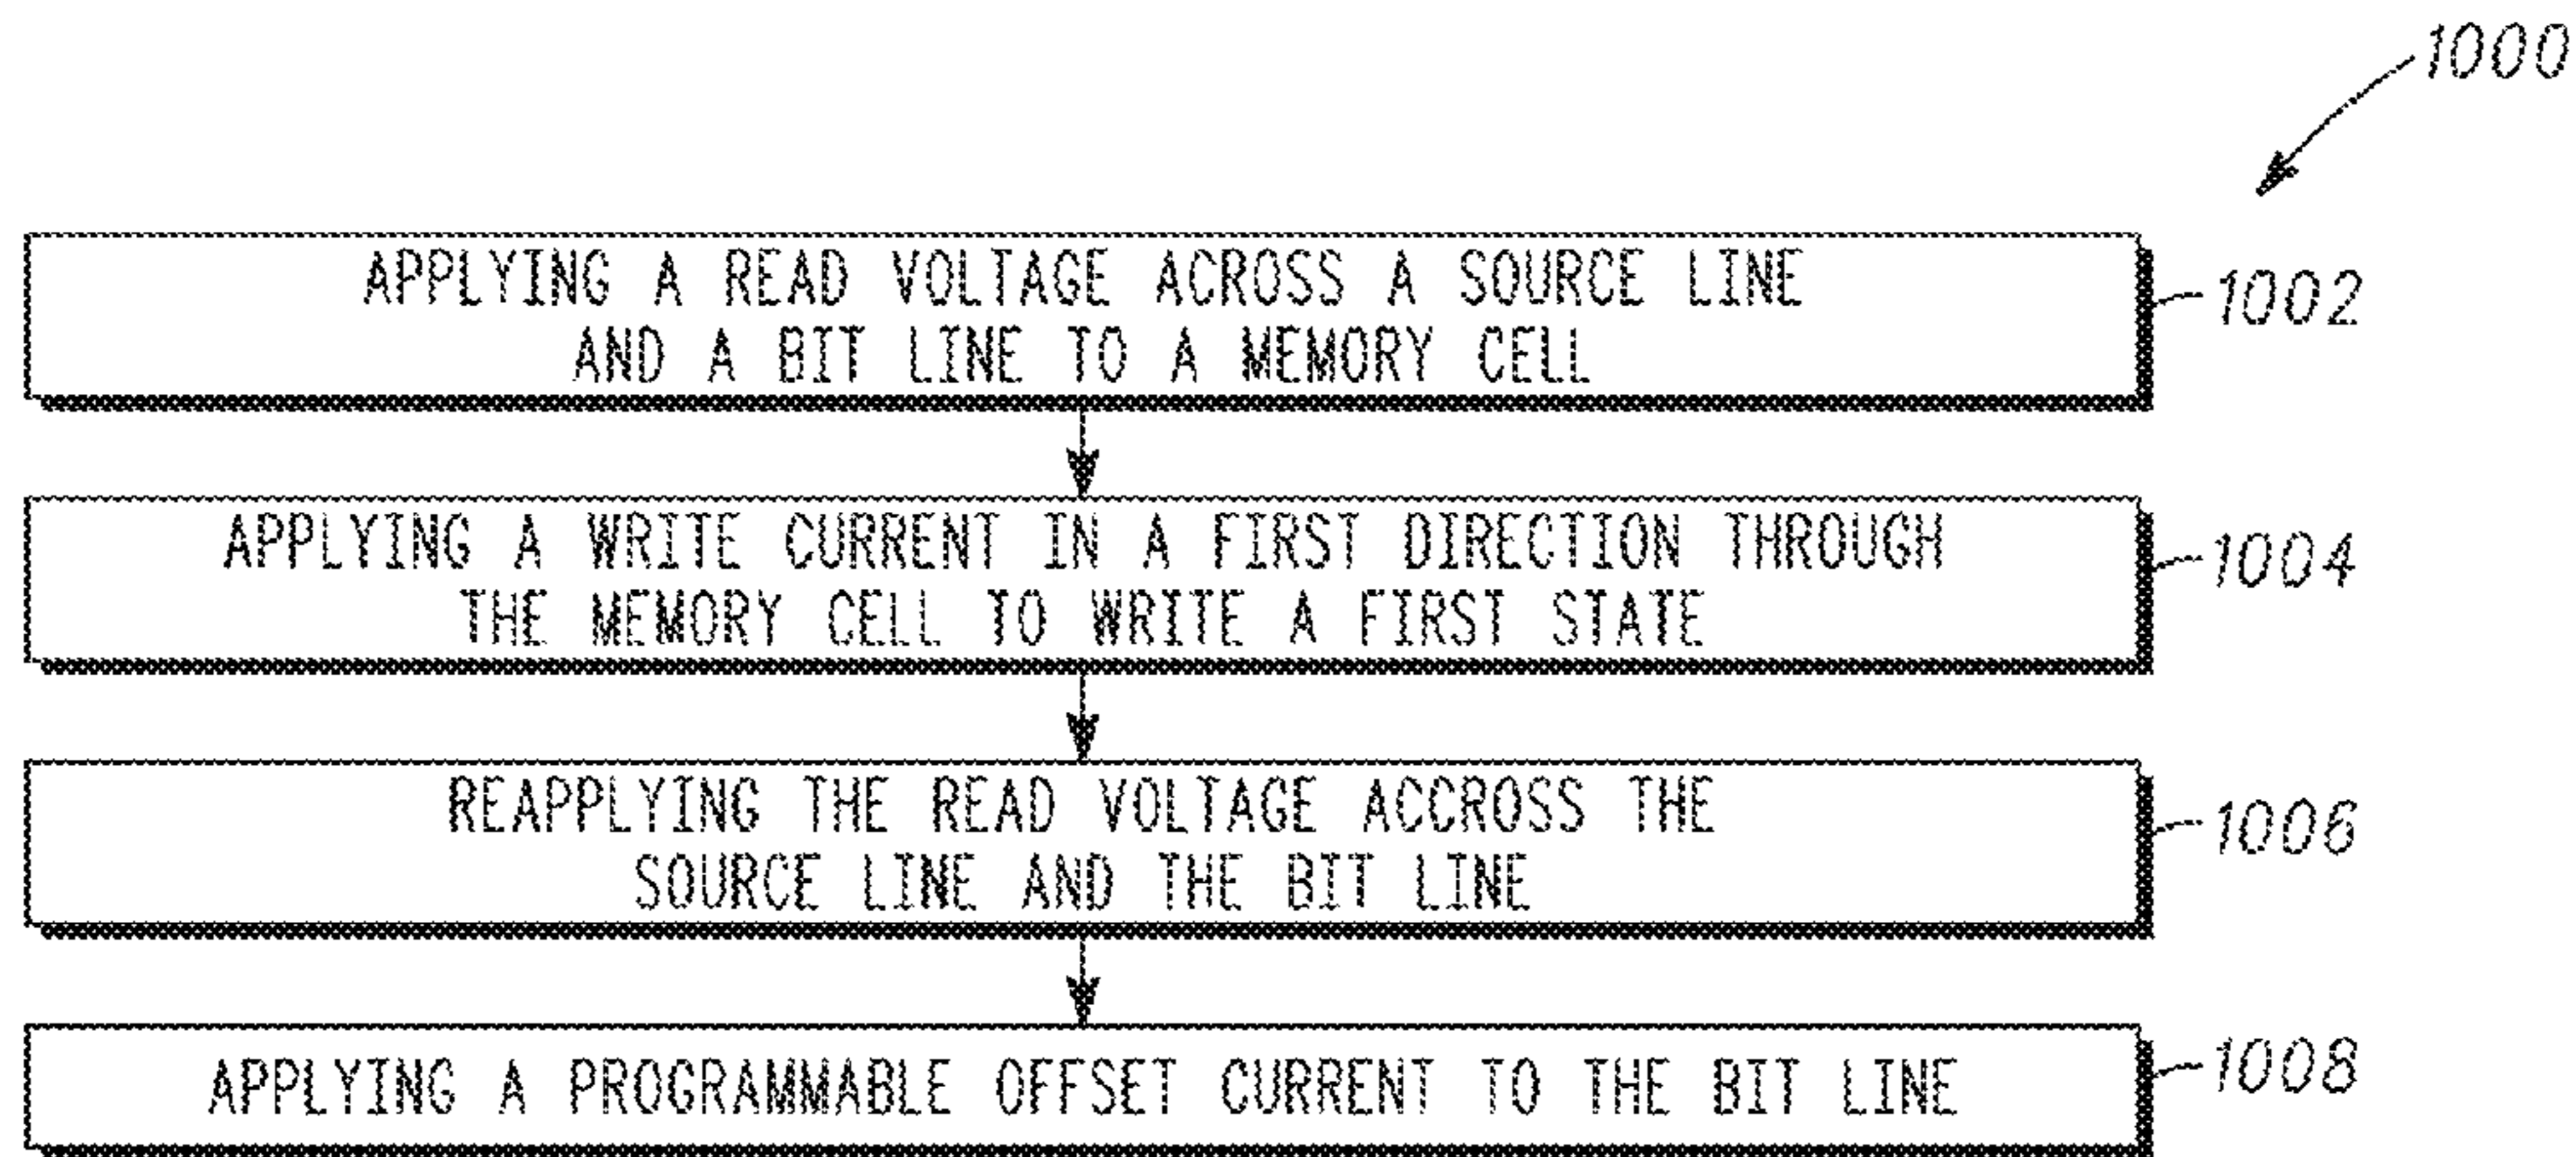 1000
APPLYING A READ VOLTAGE ACROSS A SOURCE LINE
AND A BIT LINE TO A MEMORY CELL
1002
APPLYING A WRITE CURRENT IN A FIRST DIRECTION THROUGH
THE MEMORY CELL TO WRITE A FIRST STATE
1004
REAPPLYING THE READ VOLTAGE ACCROSS THE
SOURCE LINE AND THE BIT LINE
1006
APPLYING A PROGRAMMABLE OFFSET CURRENT TO THE BIT LINE
1008